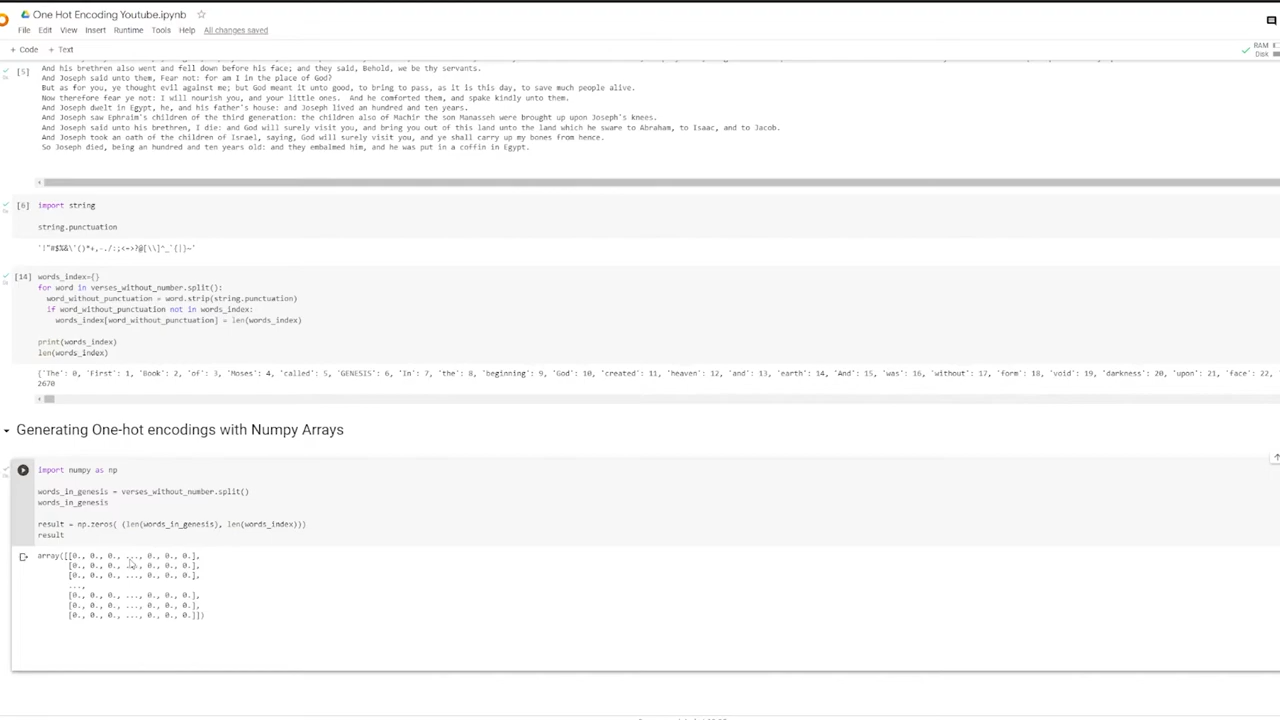 One Hot Encoding Youtube.ipynb
File Edit View Insert Runtime Tools Help All changes saved
+ Code + Text
RAM
Disk
[5]
And his brethren also went and fell down before his face; and they said, Behold, we be thy servants.
And Joseph said unto them, Fear not: for am I in the place of God?
But as for you, ye thought evil against me; but God meant it unto good, to bring to pass, as it is this day, to save much people alive.
Now therefore fear ye not: I will nourish you, and your little ones. And he comforted them, and spake kindly unto them.
And Joseph dwelt in Egypt, he, and his father's house: and Joseph lived an hundred and ten years.
And Joseph saw Ephraim's children of the third generation: the children also of Machir the son Manasseh were brought up upon Joseph's knees.
And Joseph said unto his brethren, I die: and God will surely visit you, and bring you out of this land unto the land which he sware to Abraham, to Isaac, and to Jacob.
And Joseph took an oath of the children of Israel, saying, God will surely visit you, and ye shall carry up my bones from hence.
So Joseph died, being an hundred and ten years old: and they embalmed him, and he was put in a coffin in Egypt.
[6] import string
string.punctuation
'!"#$%&\'()*+,-./:;<=>?@[\\]^_`{|}~'
[14] words_index={}
for word in verses_without_number.split():
word_without_punctuation = word.strip(string.punctuation)
if word_without_punctuation not in words_index:
words_index[word_without_punctuation] = len(words_index)
print(words_index)
len(words_index)
{'The': 0, 'First': 1, 'Book': 2, 'of': 3, 'Moses': 4, 'called': 5, 'GENESIS': 6, 'In': 7, 'the': 8, 'beginning': 9, 'God': 10, 'created': 11, 'heaven': 12, 'and': 13, 'earth': 14, 'And': 15, 'was': 16, 'without': 17, 'form': 18, 'void': 19, 'darkness': 20, 'upon': 21, 'face': 22,
2670
Generating One-hot encodings with Numpy Arrays
import numpy as np
words_in_genesis = verses_without_number.split()
words_in_genesis
result = np.zeros( (len(words_in_genesis), len(words_index)))
result
array([[0., 0., 0., ..., 0., 0., 0.],
[0., 0., 0., ..., 0., 0., 0.],
[0., 0., 0., ..., 0., 0., 0.],
...,
[0., 0., 0., ..., 0., 0., 0.],
[0., 0., 0., ..., 0., 0., 0.],
[0., 0., 0., ..., 0., 0., 0.]])